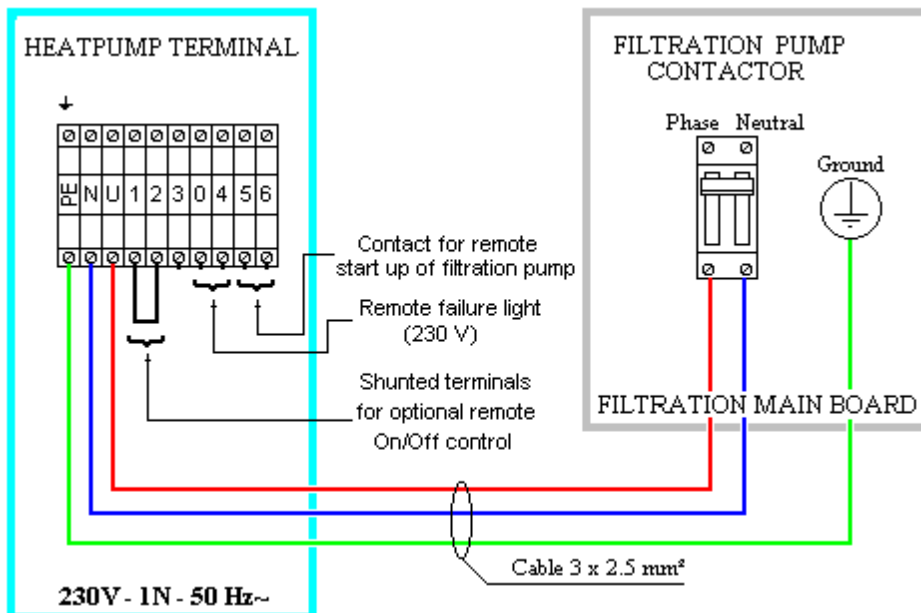 HEATPUMP TERMINAL
PE N U 1 2 3 0 4 5 6
Contact for remote
start up of filtration pump
Remote failure light
(230 V)
Shunted terminals
for optional remote
On/Off control
230V - 1N - 50 Hz~
FILTRATION PUMP
CONTACTOR
Phase Neutral
Ground
FILTRATION MAIN BOARD
Cable 3 x 2.5 mm²